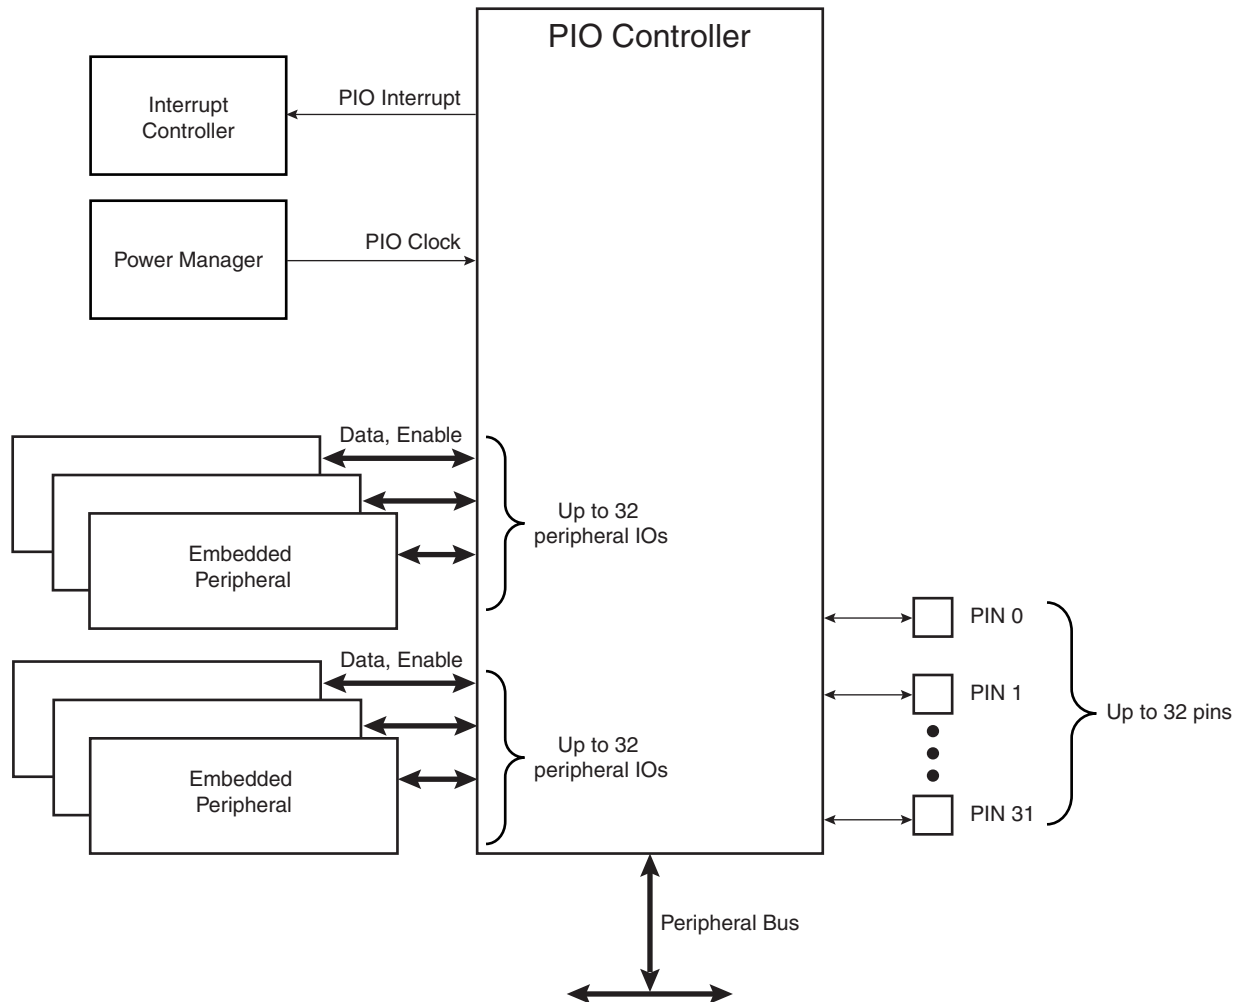 PIO Controller
Interrupt
Controller
PIO Interrupt
Power Manager
PIO Clock
Data, Enable
Up to 32
peripheral IOs
Embedded
Peripheral
Data, Enable
Up to 32
peripheral IOs
Embedded
Peripheral
PIN 0
PIN 1
Up to 32 pins
PIN 31
Peripheral Bus